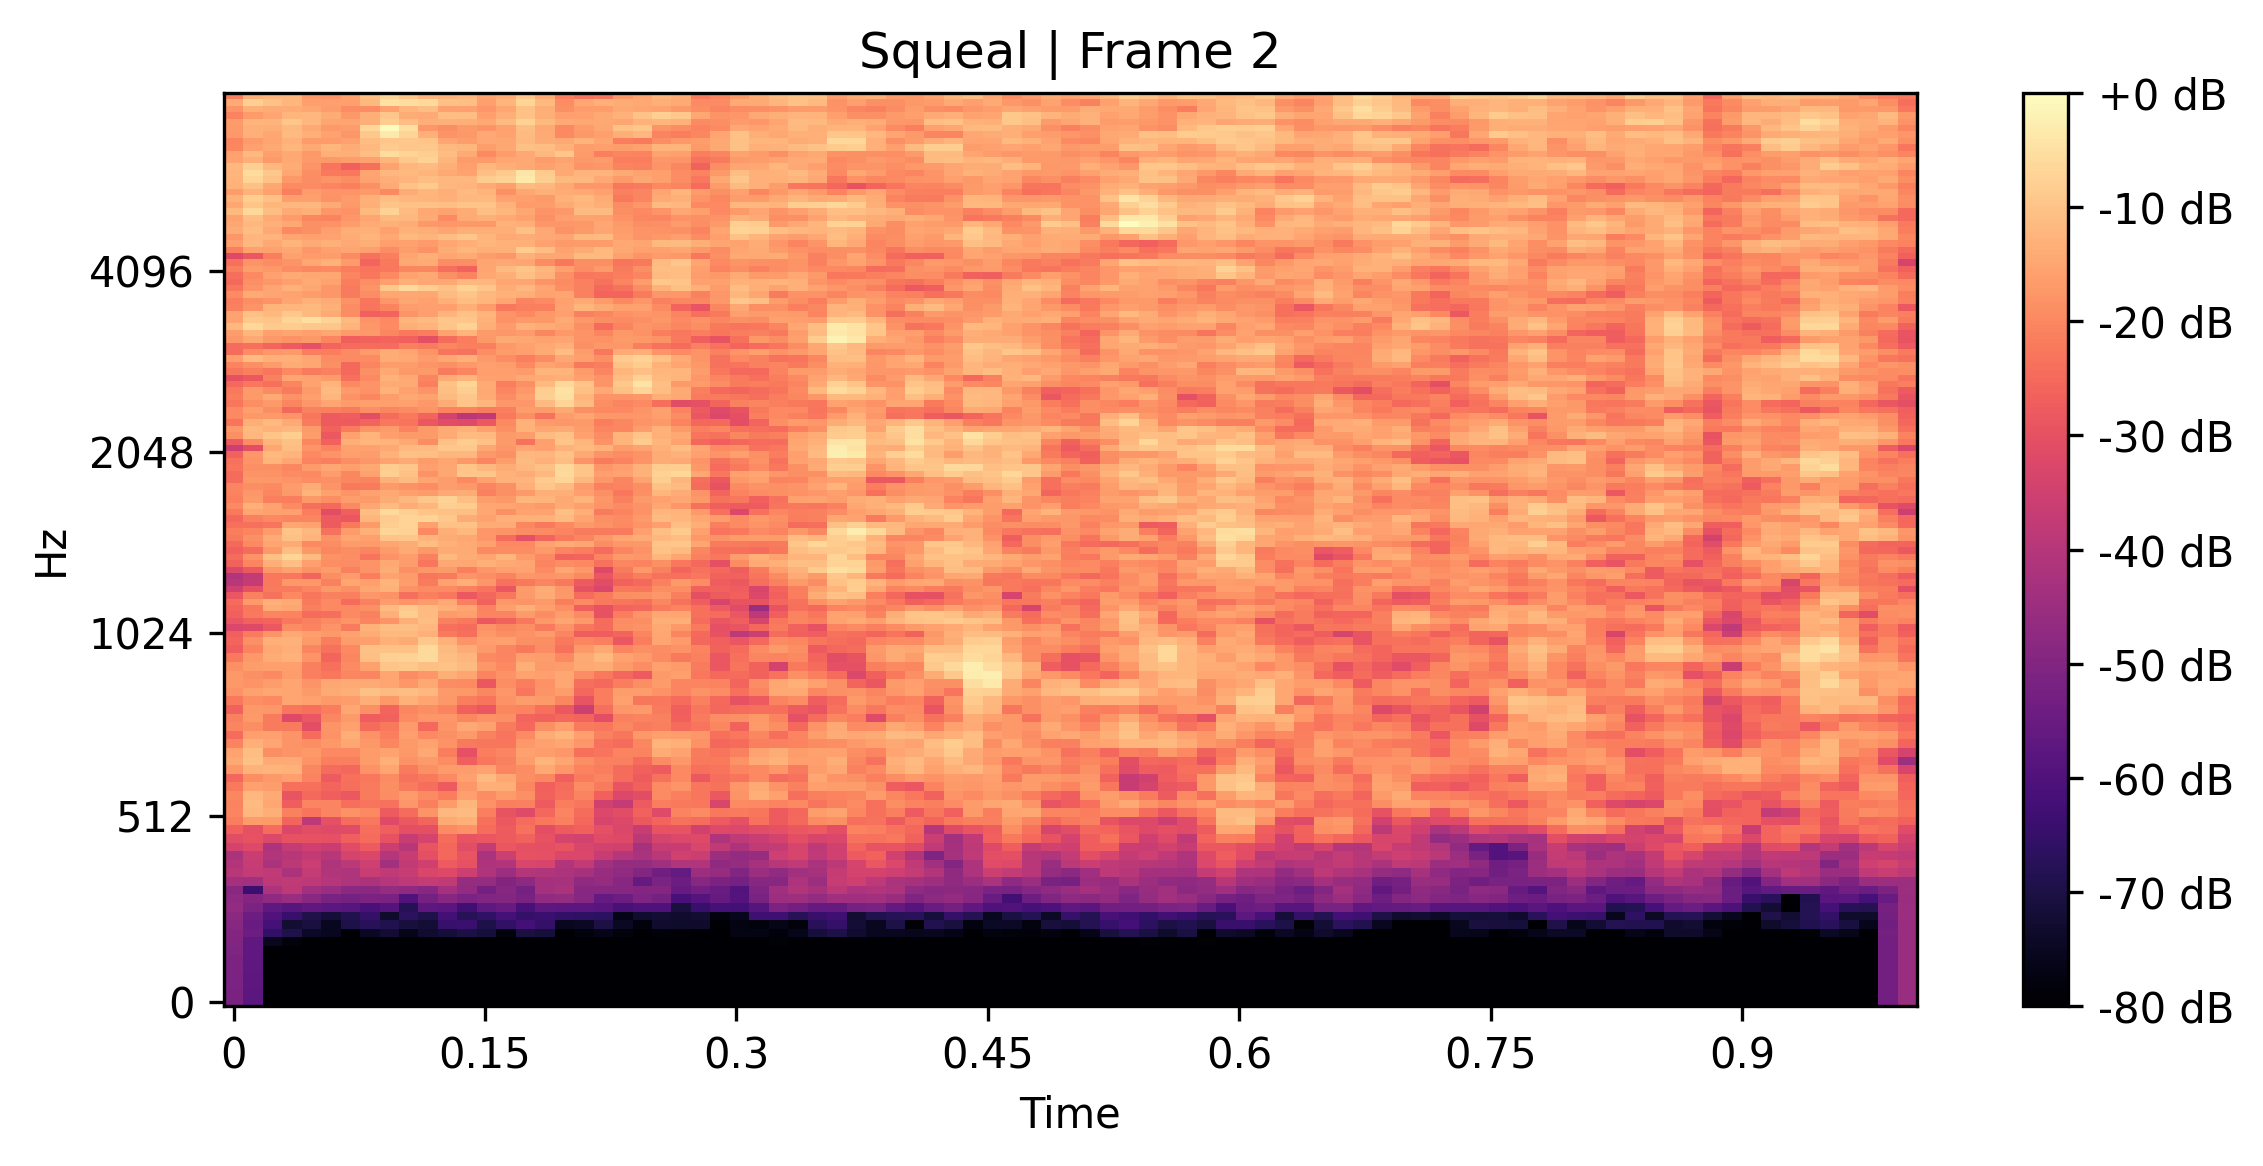 Squeal | Frame 2
Hz
4096
2048
1024
512
0
0 0.15 0.3 0.45 0.6 0.75 0.9
Time
+0 dB
-10 dB
-20 dB
-30 dB
-40 dB
-50 dB
-60 dB
-70 dB
-80 dB